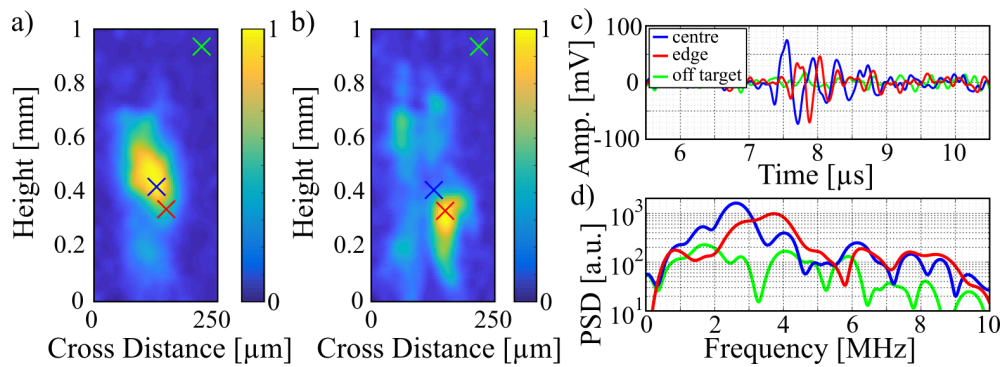 a)
1
0.8
0.6
0.4
0.2
0
Height [mm]
0
250
Cross Distance [µm]
1
0
b)
1
0.8
0.6
0.4
0.2
0
Height [mm]
0
250
Cross Distance [µm]
1
0
c)
100
0
-100
Amp. [mV]
centre
edge
off target
6
7
8
9
10
Time [µs]
d)
10³
10²
10¹
PSD [a.u.]
0
2
4
6
8
10
Frequency [MHz]